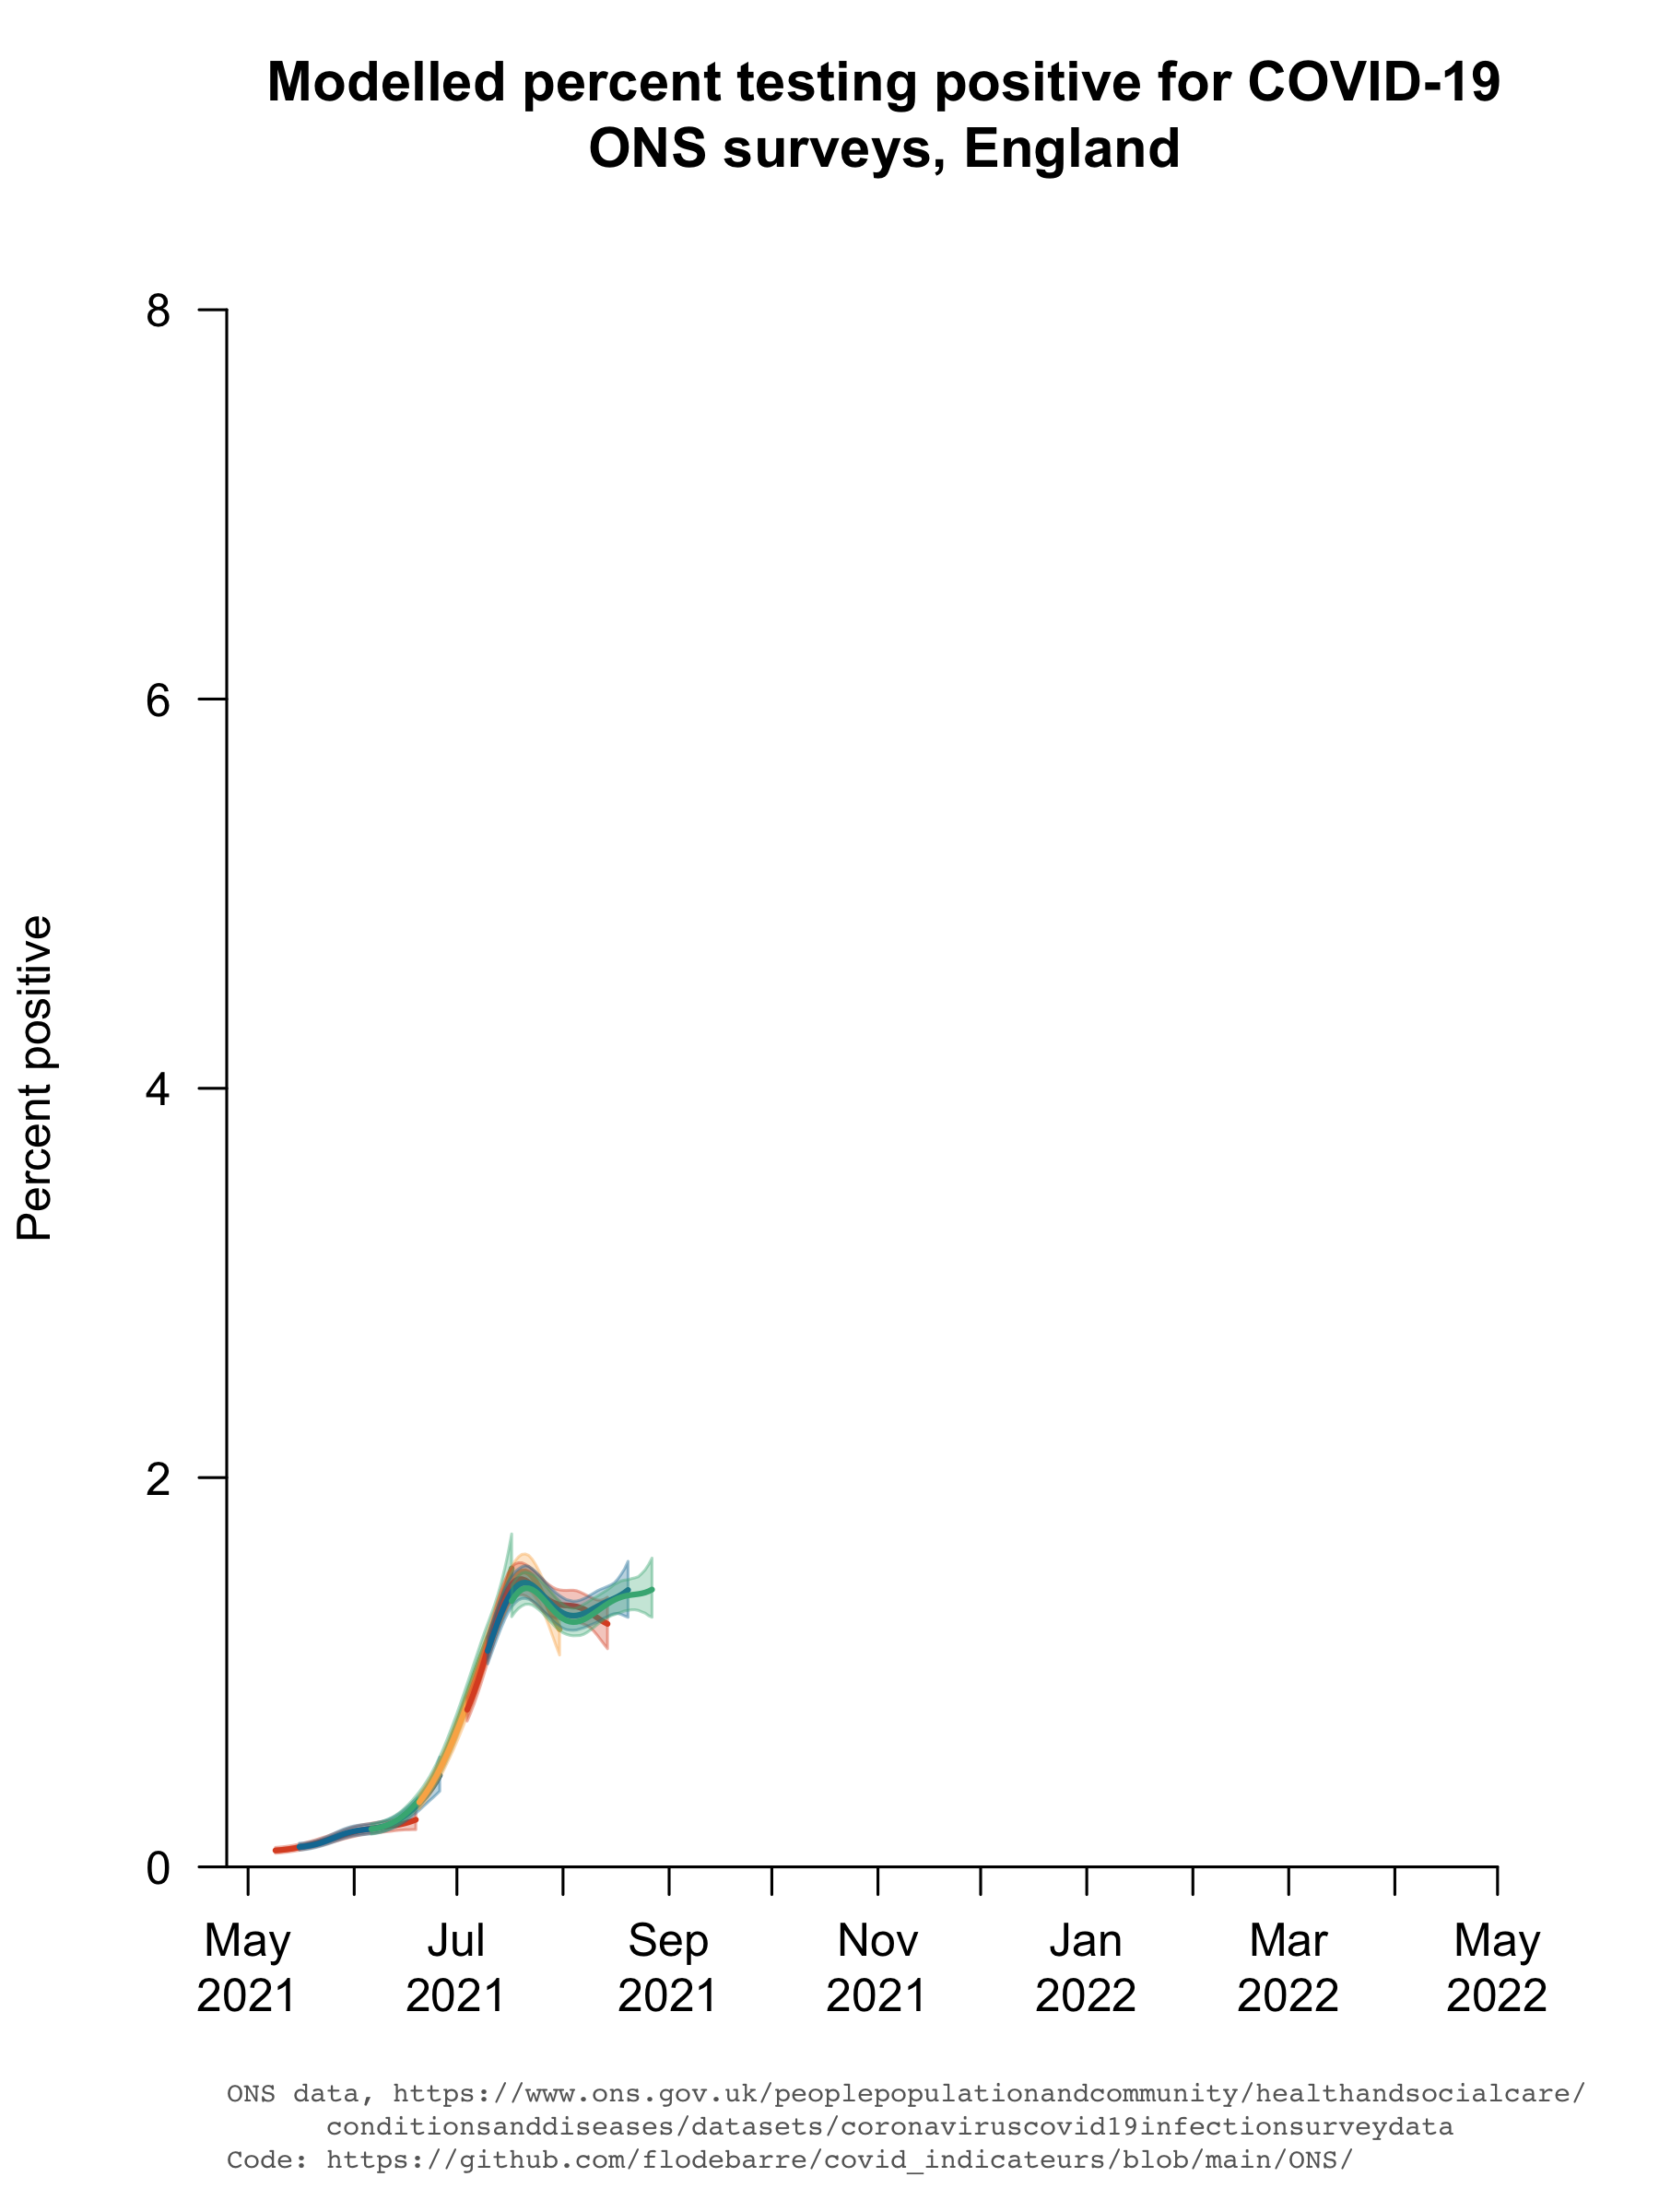 Modelled percent testing positive for COVID-19
ONS surveys, England
Percent positive
8
6
4
2
0
May Jul Sep Nov Jan Mar May
2021 2021 2021 2021 2022 2022 2022
ONS data, https://www.ons.gov.uk/peoplepopulationandcommunity/healthandsocialcare/
conditionsanddiseases/datasets/coronaviruscovid19infectionsurveydata
Code: https://github.com/flodebarre/covid_indicateurs/blob/main/ONS/